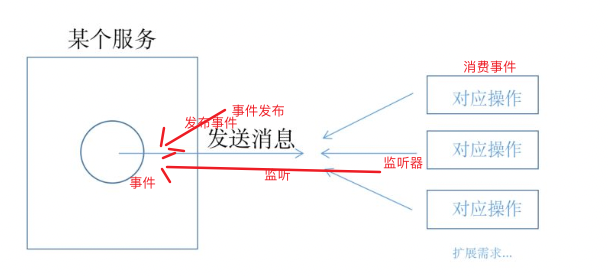 某个服务
消费事件
对应操作
事件发布
发布事件
发送消息
对应操作
监听器
监听
事件
对应操作
扩展需求...